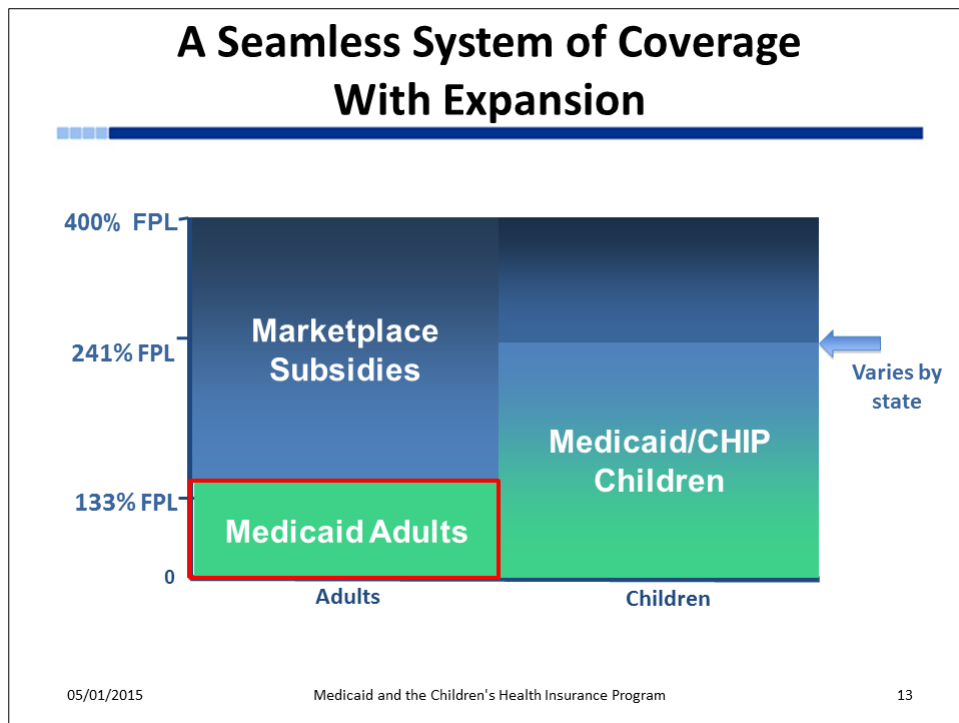 A Seamless System of Coverage
With Expansion
400% FPL
241% FPL
133% FPL
0
Marketplace
Subsidies
Medicaid Adults
Medicaid/CHIP
Children
Varies by
state
Adults
Children
05/01/2015
Medicaid and the Children's Health Insurance Program
13